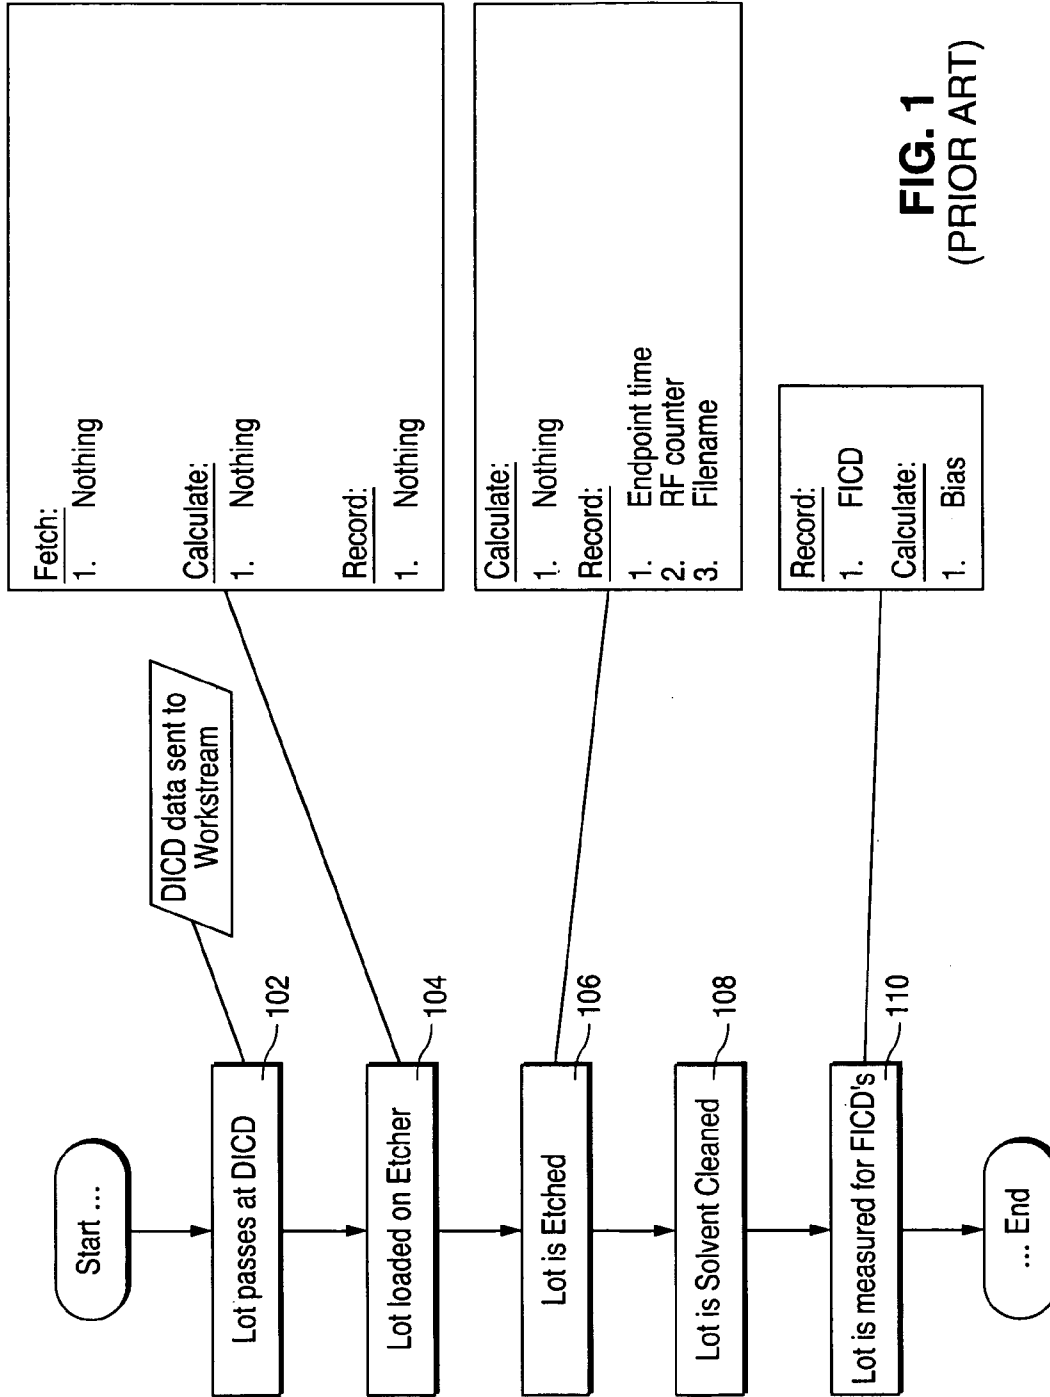 Start ...
Lot passes at DICD
102
DICD data sent to
Workstream
Lot loaded on Etcher
104
Fetch:
1. Nothing
Calculate:
1. Nothing
Record:
1. Nothing
Lot is Etched
106
Calculate:
1. Nothing
Record:
1. Endpoint time
2. RF counter
3. Filename
Lot is Solvent Cleaned
108
Lot is measured for FICD's
110
Record:
1. FICD
Calculate:
1. Bias
... End
FIG. 1
(PRIOR ART)